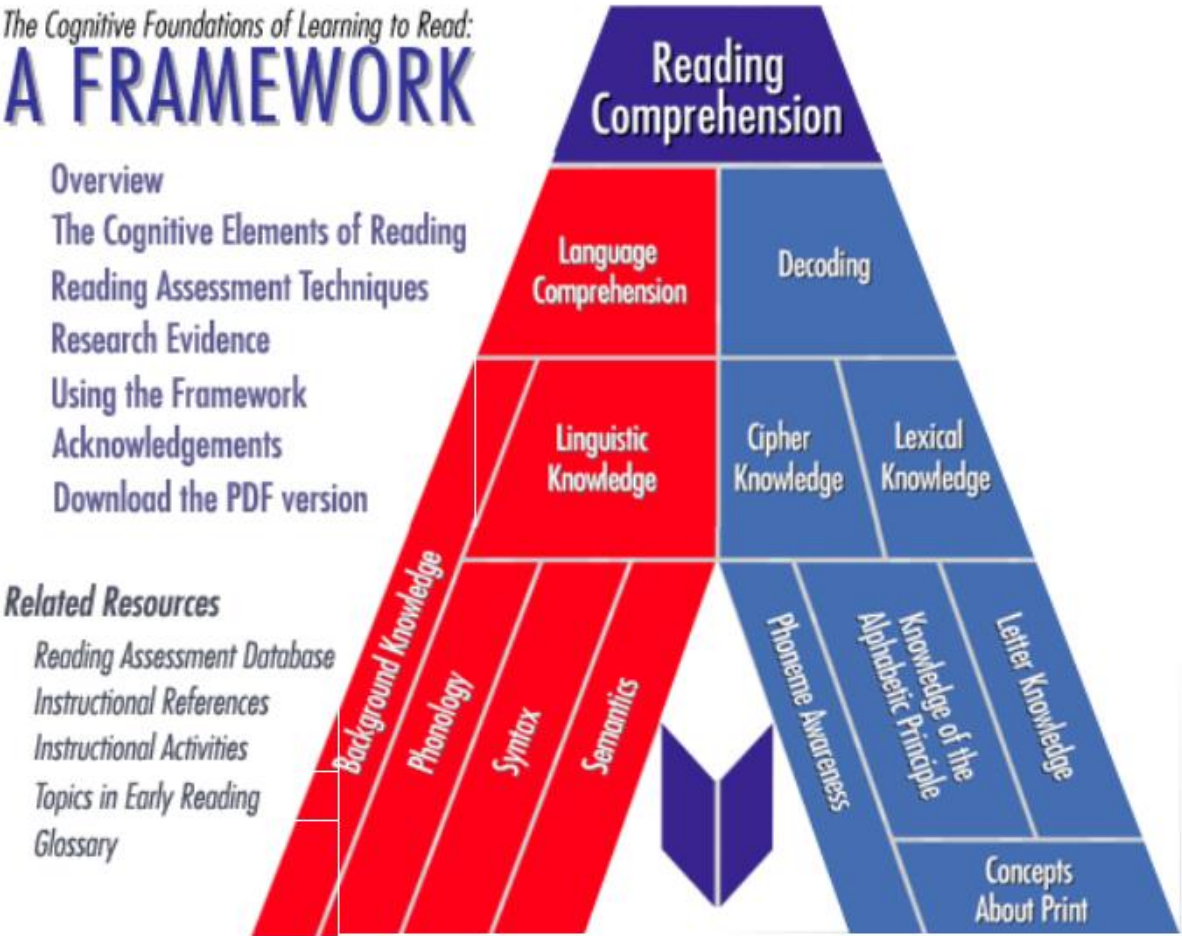 The Cognitive Foundations of Learning to Read:
A FRAMEWORK
Overview
The Cognitive Elements of Reading
Reading Assessment Techniques
Research Evidence
Using the Framework
Acknowledgements
Download the PDF version
Related Resources
Reading Assessment Database
Instructional References
Instructional Activities
Topics in Early Reading
Glossary
Reading
Comprehension
Language
Comprehension
Decoding
Linguistic
Knowledge
Cipher
Knowledge
Lexical
Knowledge
Background Knowledge
Phonology
Syntax
Semantics
Phoneme Awareness
Knowledge of the
Alphabetic Principle
Letter Knowledge
Concepts
About Print